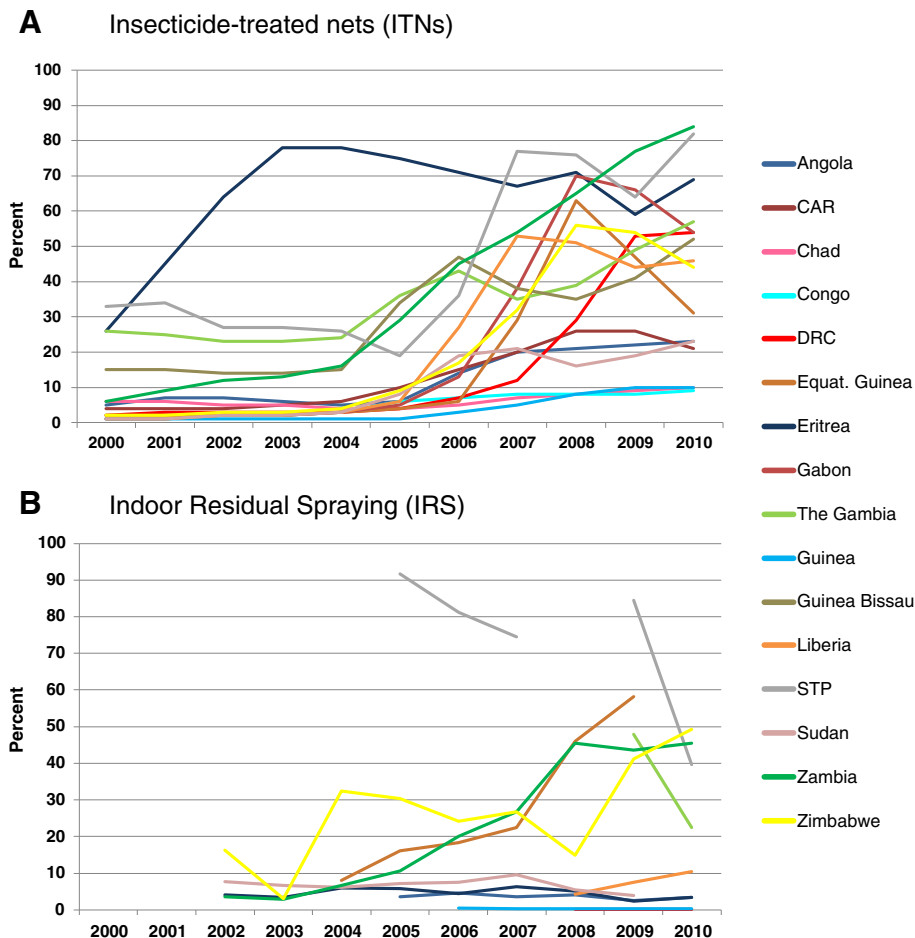 A Insecticide-treated nets (ITNs)
Percent
100
90
80
70
60
50
40
30
20
10
0
2000 2001 2002 2003 2004 2005 2006 2007 2008 2009 2010
B Indoor Residual Spraying (IRS)
Percent
100
90
80
70
60
50
40
30
20
10
0
2000 2001 2002 2003 2004 2005 2006 2007 2008 2009 2010
Angola
CAR
Chad
Congo
DRC
Equat. Guinea
Eritrea
Gabon
The Gambia
Guinea
Guinea Bissau
Liberia
STP
Sudan
Zambia
Zimbabwe